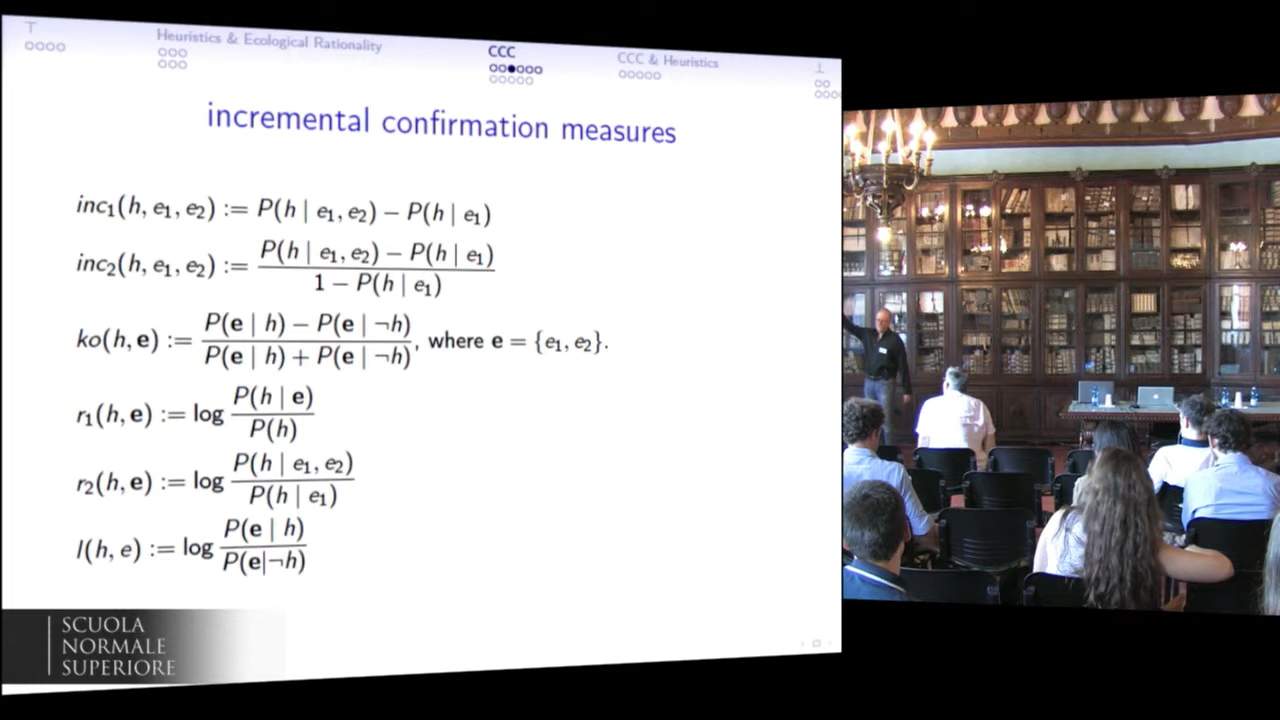 ⊤
Heuristics & Ecological Rationality
CCC
CCC & Heuristics
⊥
incremental confirmation measures
inc₁(h, e₁, e₂) := P(h | e₁, e₂) − P(h | e₁)
inc₂(h, e₁, e₂) := P(h | e₁, e₂) − P(h | e₁) / 1 − P(h | e₁)
ko(h, e) := P(e | h) − P(e | ¬h) / P(e | h) + P(e | ¬h), where e = {e₁, e₂}.
r₁(h, e) := log P(h | e) / P(h)
r₂(h, e) := log P(h | e₁, e₂) / P(h | e₁)
l(h, e) := log P(e | h) / P(e|¬h)
SCUOLA
NORMALE
SUPERIORE